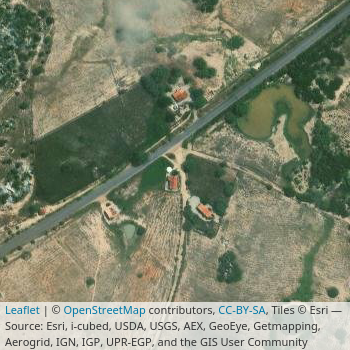 Leaflet | © OpenStreetMap contributors, CC-BY-SA, Tiles © Esri —
Source: Esri, i-cubed, USDA, USGS, AEX, GeoEye, Getmapping,
Aerogrid, IGN, IGP, UPR-EGP, and the GIS User Community